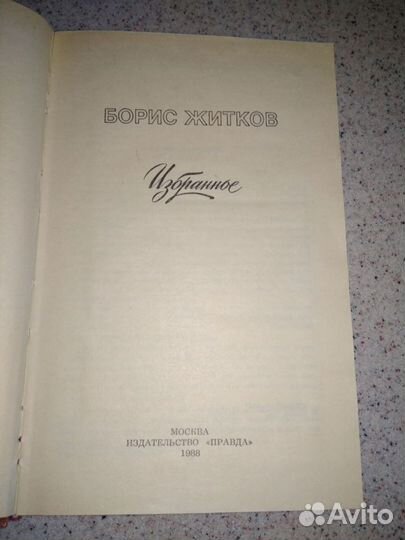 БОРИС ЖИТКОВ
Избранное
МОСКВА
ИЗДАТЕЛЬСТВО «ПРАВДА»
1988
Avito